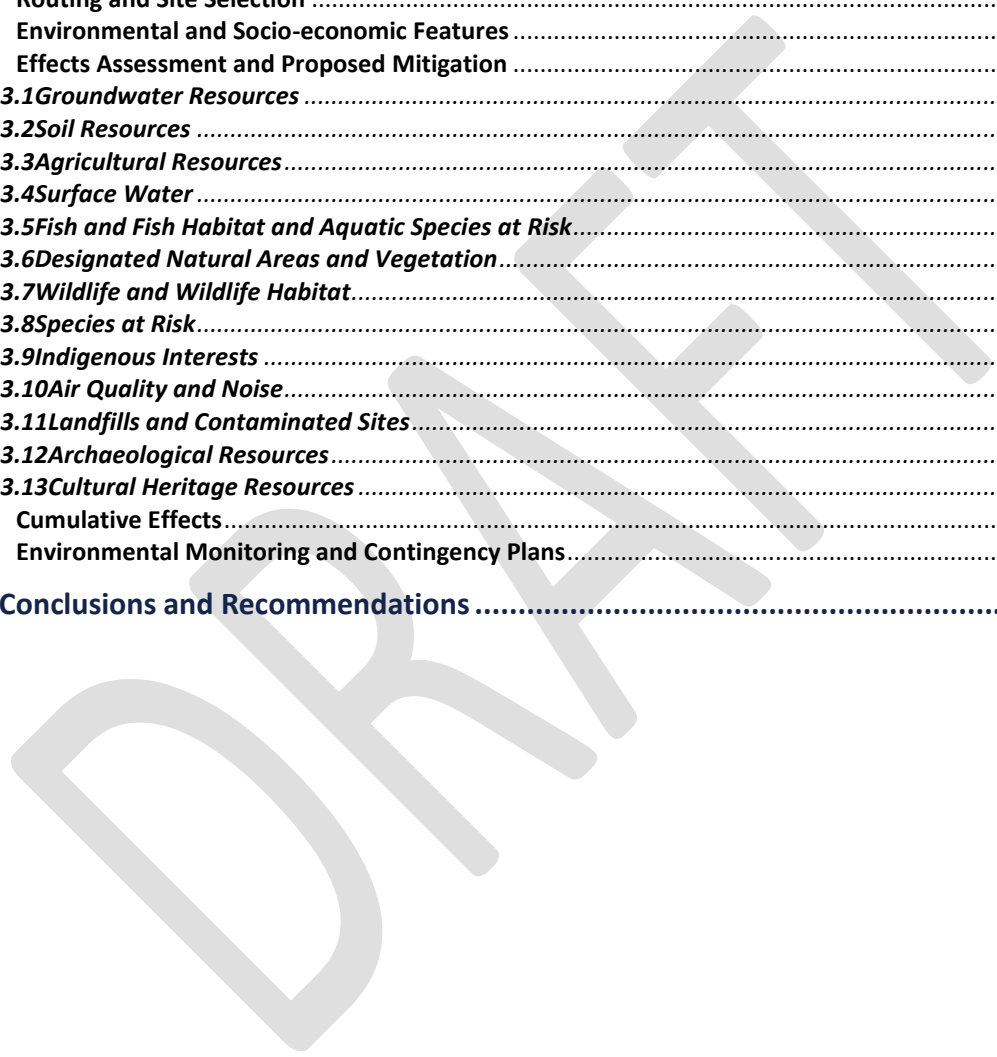 Routing and Site Selection ........................................................................................................
Environmental and Socio-economic Features ........................................................................
Effects Assessment and Proposed Mitigation ........................................................................
3.1Groundwater Resources ........................................................................................................
3.2Soil Resources ........................................................................................................
3.3Agricultural Resources ........................................................................................................
3.4Surface Water ........................................................................................................
3.5Fish and Fish Habitat and Aquatic Species at Risk ................................................................
3.6Designated Natural Areas and Vegetation ................................................................
3.7Wildlife and Wildlife Habitat ................................................................................................
3.8Species at Risk ........................................................................................................
3.9Indigenous Interests ........................................................................................................
3.10Air Quality and Noise ........................................................................................................
3.11Landfills and Contaminated Sites ................................................................................
3.12Archaeological Resources ................................................................................................
3.13Cultural Heritage Resources ................................................................................................
Cumulative Effects ........................................................................................................
Environmental Monitoring and Contingency Plans ................................................................
Conclusions and Recommendations ................................................................
DRAFT